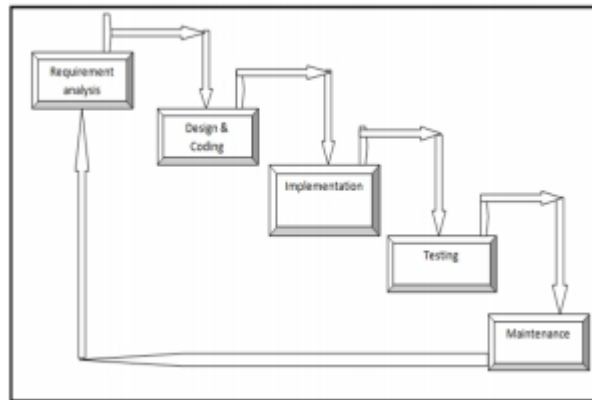 Requirement
analysis
Design &
Coding
Implementation
Testing
Maintenance